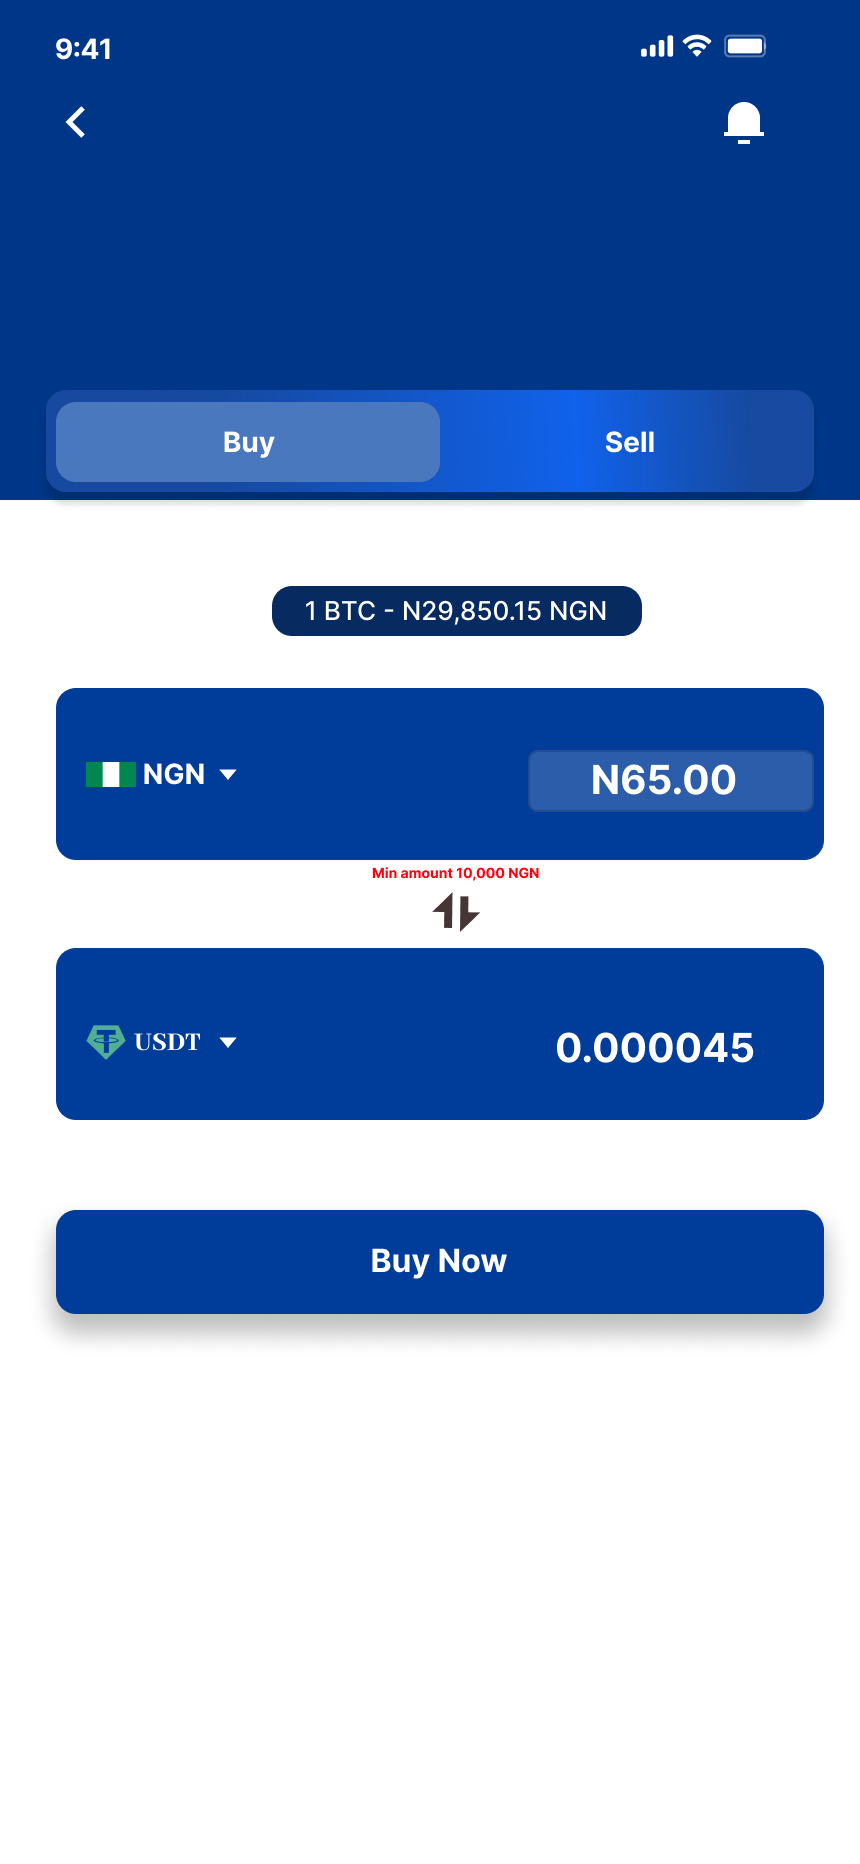 9:41
Buy
Sell
1 BTC - N29,850.15 NGN
NGN
N65.00
Min amount 10,000 NGN
USDT
0.000045
Buy Now